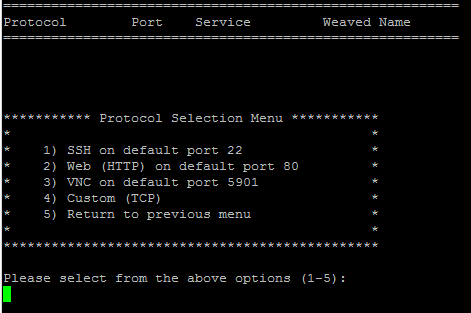 =========================================================
Protocol        Port    Service         Weaved Name
=========================================================
*********** Protocol Selection Menu ***********
*                                             *
*    1) SSH on default port 22                *
*    2) Web (HTTP) on default port 80         *
*    3) VNC on default port 5901              *
*    4) Custom (TCP)                          *
*    5) Return to previous menu               *
*                                             *
***********************************************
Please select from the above options (1-5):